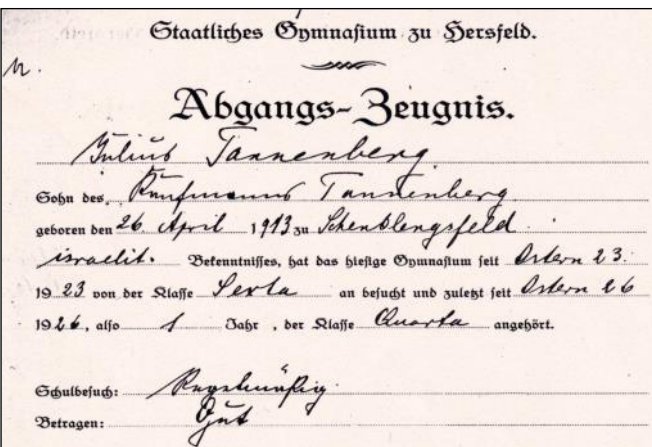 Staatliches Gymnasium zu Hersfeld.
Abgangs-Zeugnis.
Julius Tannenberg
Sohn des Kaufmanns Tannenberg
geboren den 26. April 1913 zu Schenklengsfeld
israelit. Bekenntnisses, hat das hiesige Gymnasium seit Ostern 23.
1923 von der Klasse Sexta an besucht und zuletzt seit Ostern 26
1926, also 1 Jahr, der Klasse Quarta angehört.
Schulbesuch: Regelmäßig
Betragen: Gut